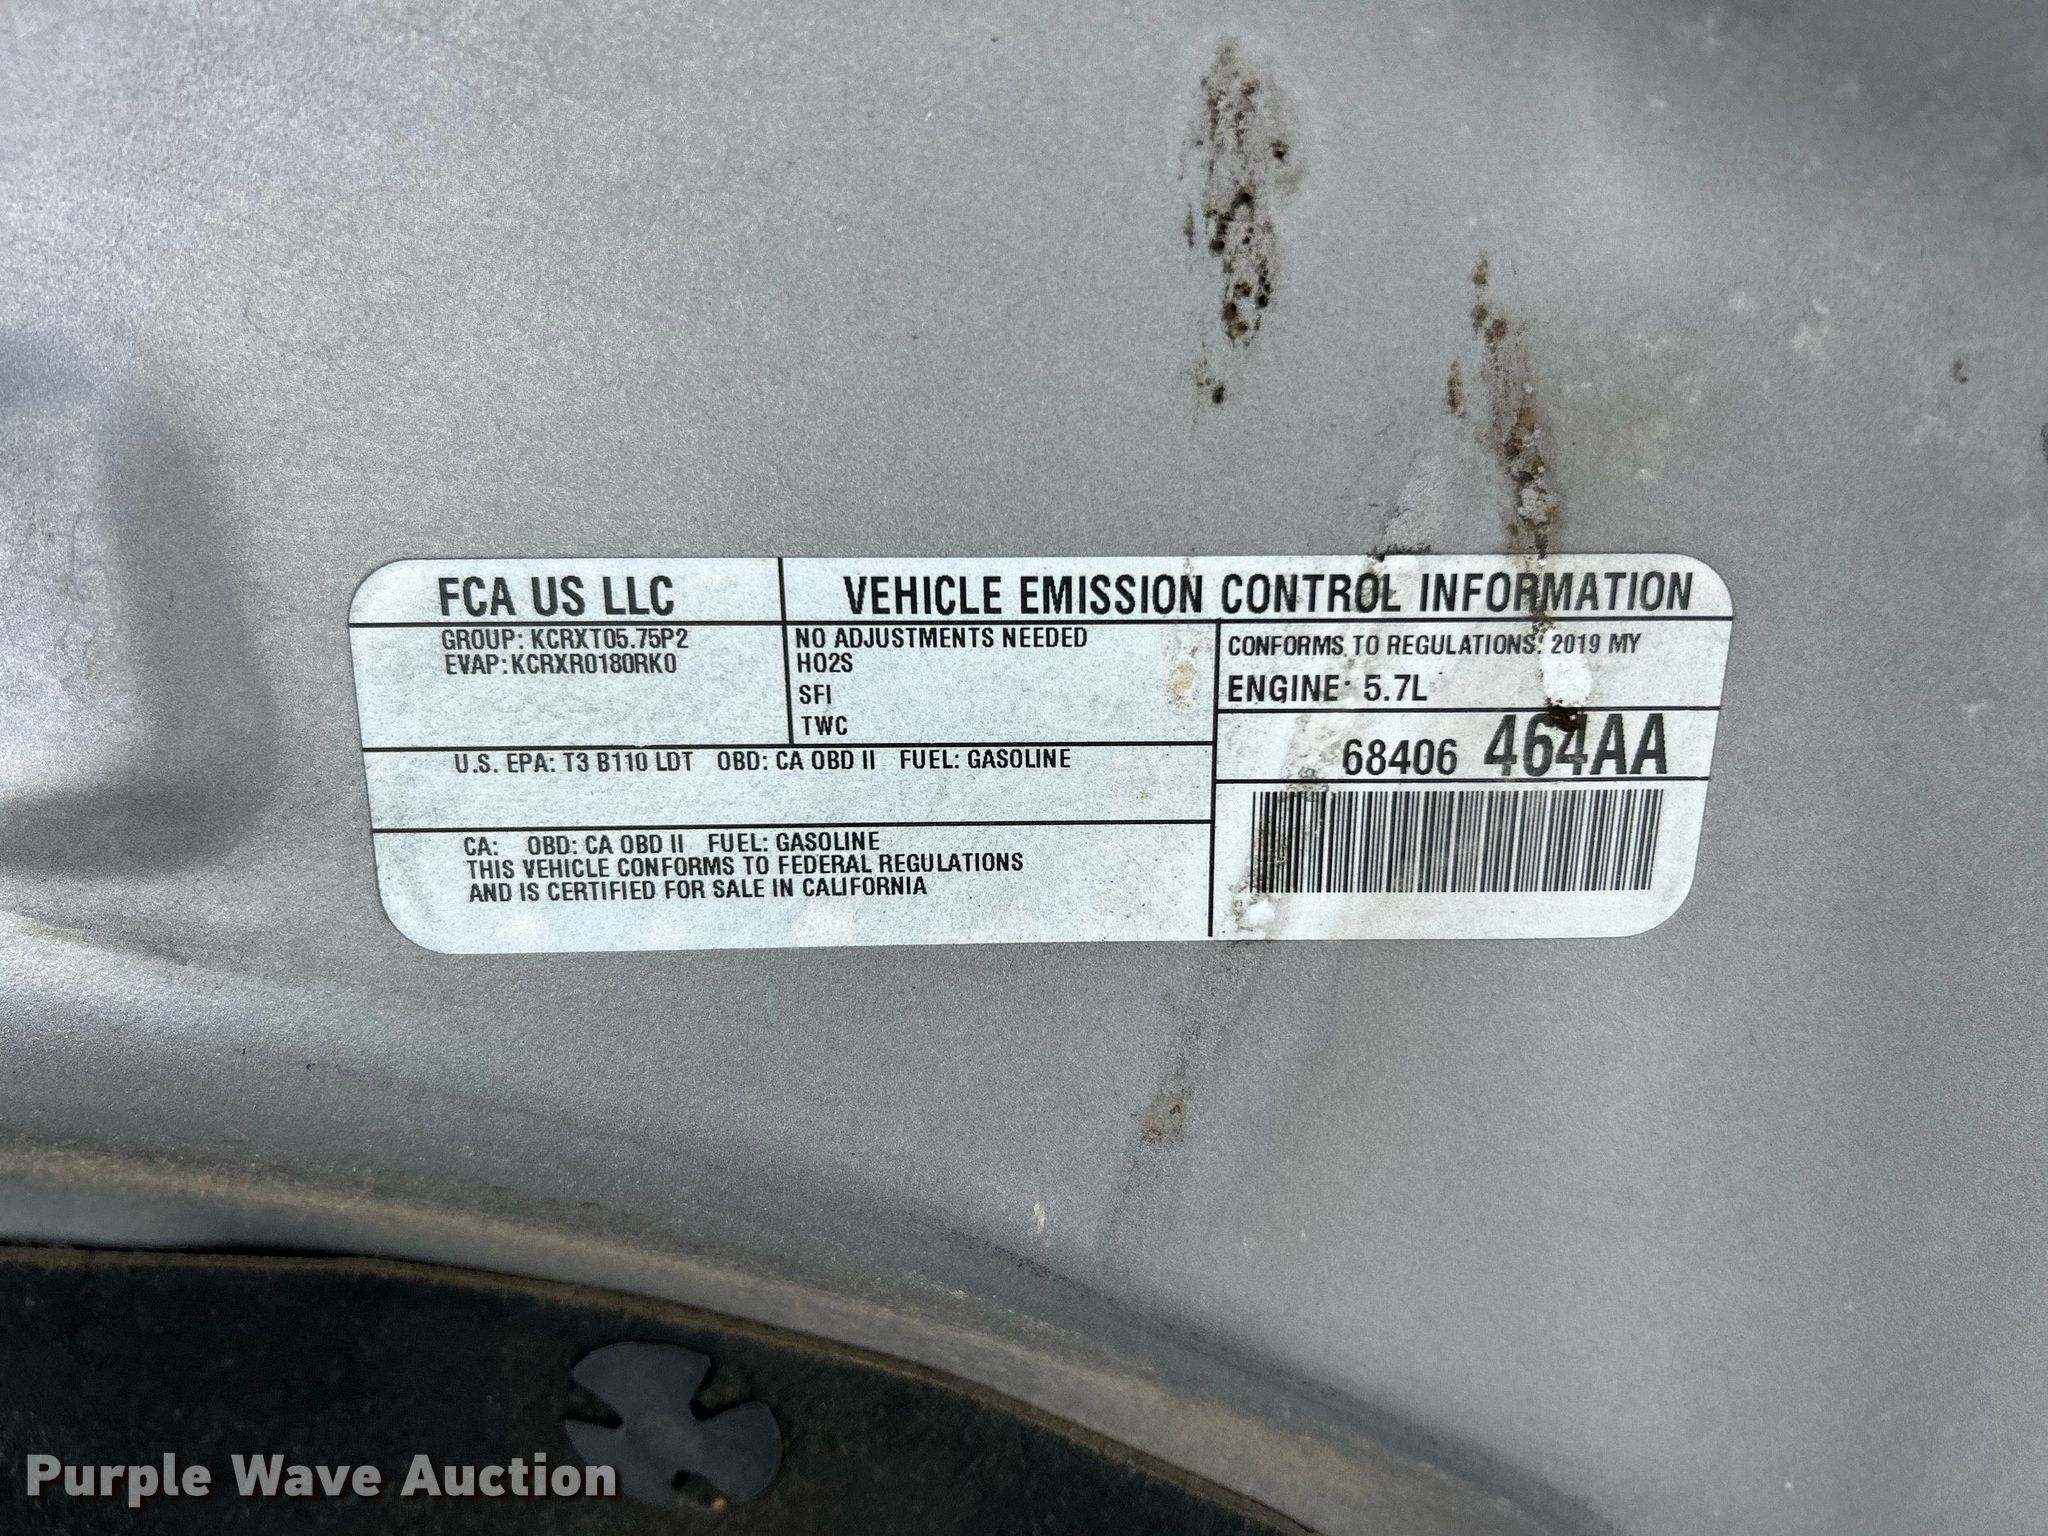 FCA US LLC
VEHICLE EMISSION CONTROL INFORMATION
GROUP: KCRXT05.75P2
EVAP: KCRXR0180RK0
NO ADJUSTMENTS NEEDED
HO2S
SFI
TWC
CONFORMS TO REGULATIONS: 2019 MY
ENGINE: 5.7L
68406 464AA
U.S. EPA: T3 B110 LDT OBD: CA OBD II FUEL: GASOLINE
CA: OBD: CA OBD II FUEL: GASOLINE
THIS VEHICLE CONFORMS TO FEDERAL REGULATIONS
AND IS CERTIFIED FOR SALE IN CALIFORNIA
Purple Wave Auction